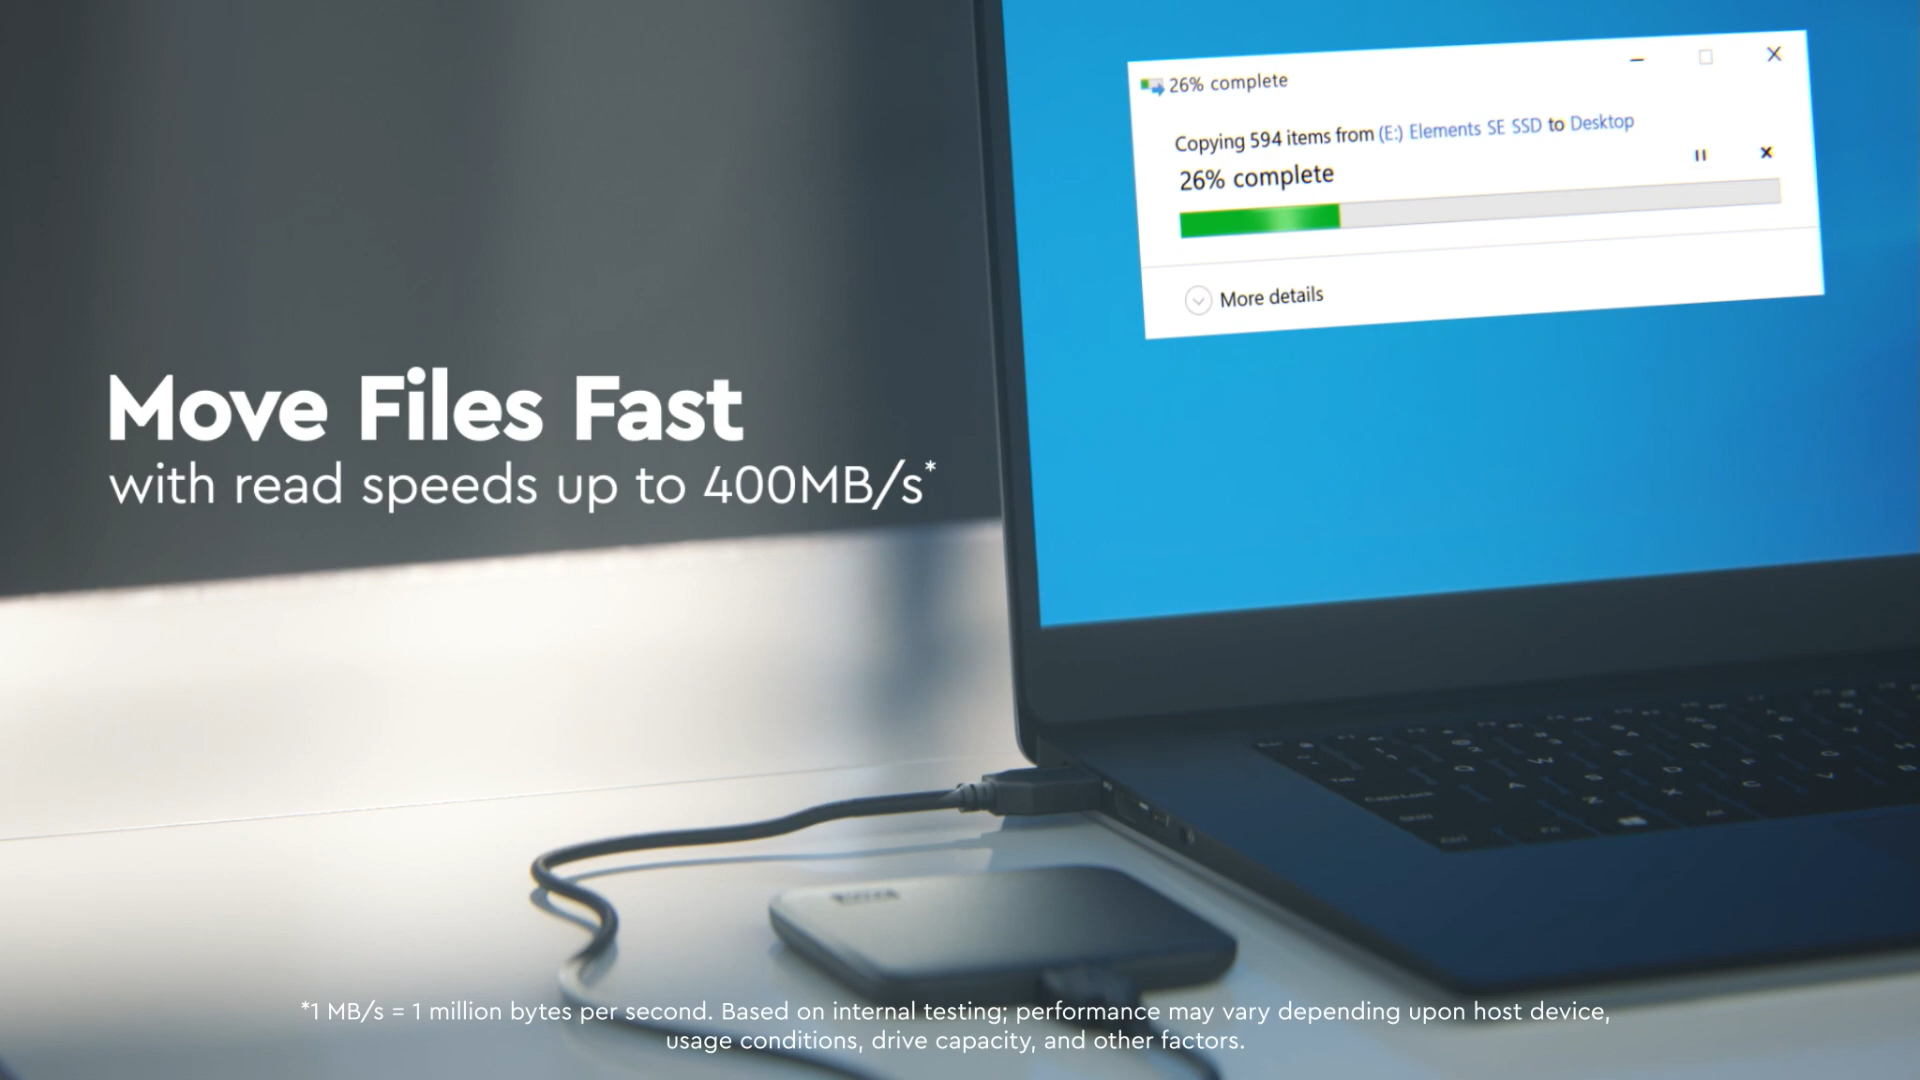 26% complete
Copying 594 items from (E:) Elements SE SSD to Desktop
26% complete
More details
Move Files Fast
with read speeds up to 400MB/s*
*1 MB/s = 1 million bytes per second. Based on internal testing; performance may vary depending upon host device,
usage conditions, drive capacity, and other factors.